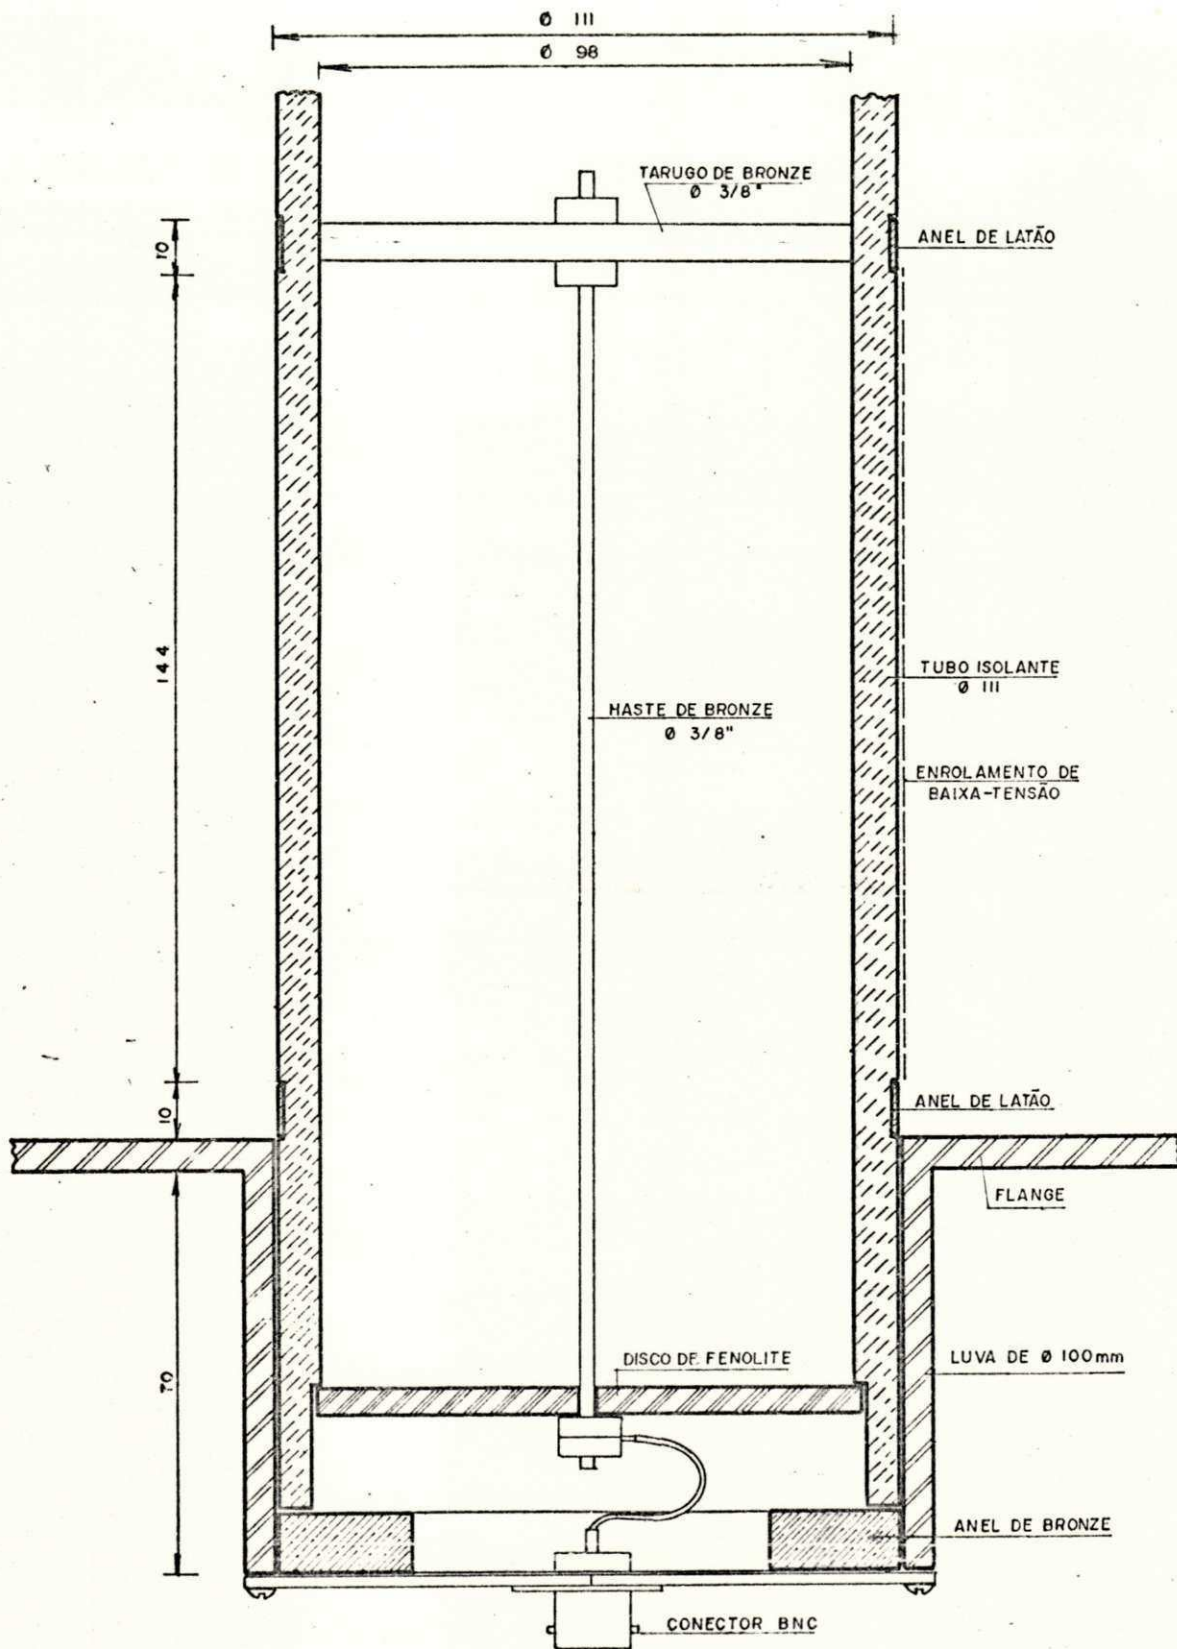 Ø 111
Ø 98
TARUGO DE BRONZE
Ø 3/8"
ANEL DE LATÃO
10
144
TUBO ISOLANTE
Ø 111
HASTE DE BRONZE
Ø 3/8"
ENROLAMENTO DE
BAIXA-TENSÃO
10
ANEL DE LATÃO
FLANGE
70
DISCO DE FENOLITE
LUVA DE Ø 100mm
ANEL DE BRONZE
CONECTOR BNC